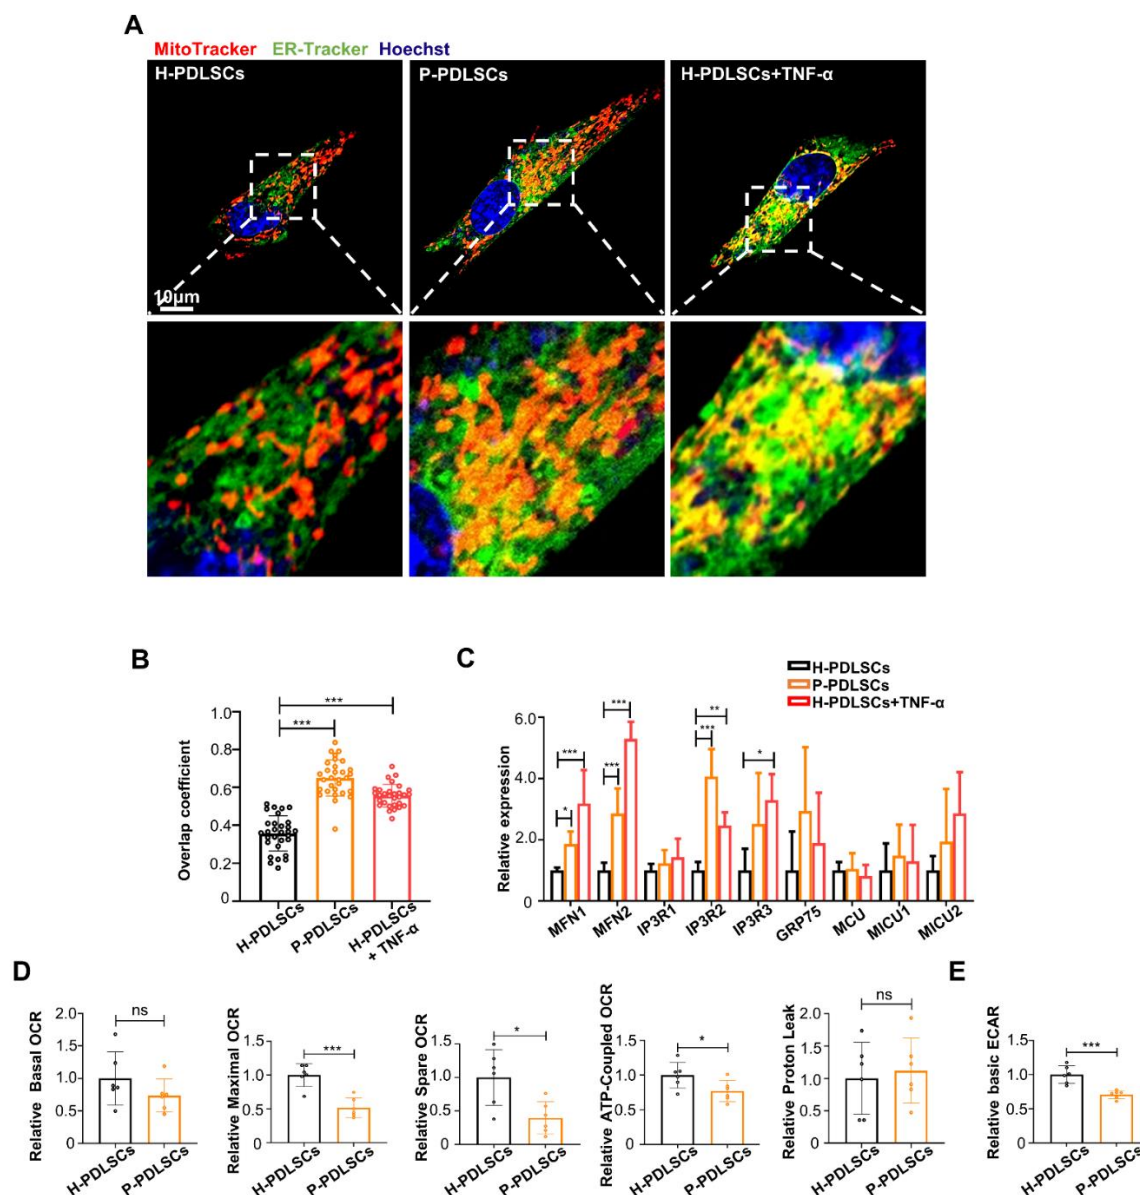 A
MitoTracker ER-Tracker Hoechst
H-PDLSCs
P-PDLSCs
H-PDLSCs+TNF-α
10μm
B
Overlap coefficient
1.0
0.8
0.6
0.4
0.2
0
***
***
H-PDLSCs
P-PDLSCs
H-PDLSCs
+ TNF-α
C
H-PDLSCs
P-PDLSCs
H-PDLSCs+TNF-α
Relative expression
6.0
4.0
2.0
0
*
***
***
***
***
**
*
MFN1
MFN2
IP3R1
IP3R2
IP3R3
GRP75
MCU
MICU1
MICU2
D
Relative Basal OCR
2.0
1.5
1.0
0.5
0
ns
H-PDLSCs
P-PDLSCs
Relative Maximal OCR
1.5
1.0
0.5
0
***
H-PDLSCs
P-PDLSCs
Relative Spare OCR
1.5
1.0
0.5
0
*
H-PDLSCs
P-PDLSCs
Relative ATP-Coupled OCR
1.5
1.0
0.5
0
*
H-PDLSCs
P-PDLSCs
Relative Proton Leak
2.0
1.5
1.0
0.5
0
ns
H-PDLSCs
P-PDLSCs
E
Relative basic ECAR
1.5
1.0
0.5
0
***
H-PDLSCs
P-PDLSCs